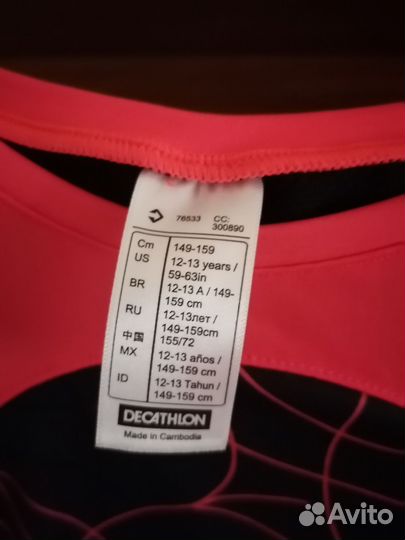 76533 CC: 300890
Cm 149-159
US 12-13 years / 59-63in
BR 12-13 A / 149-159 cm
RU 12-13лет / 149-159cm
中国 155/72
MX 12-13 años / 149-159 cm
ID 12-13 Tahun / 149-159 cm
DECATHLON
Made in Cambodia
Avito